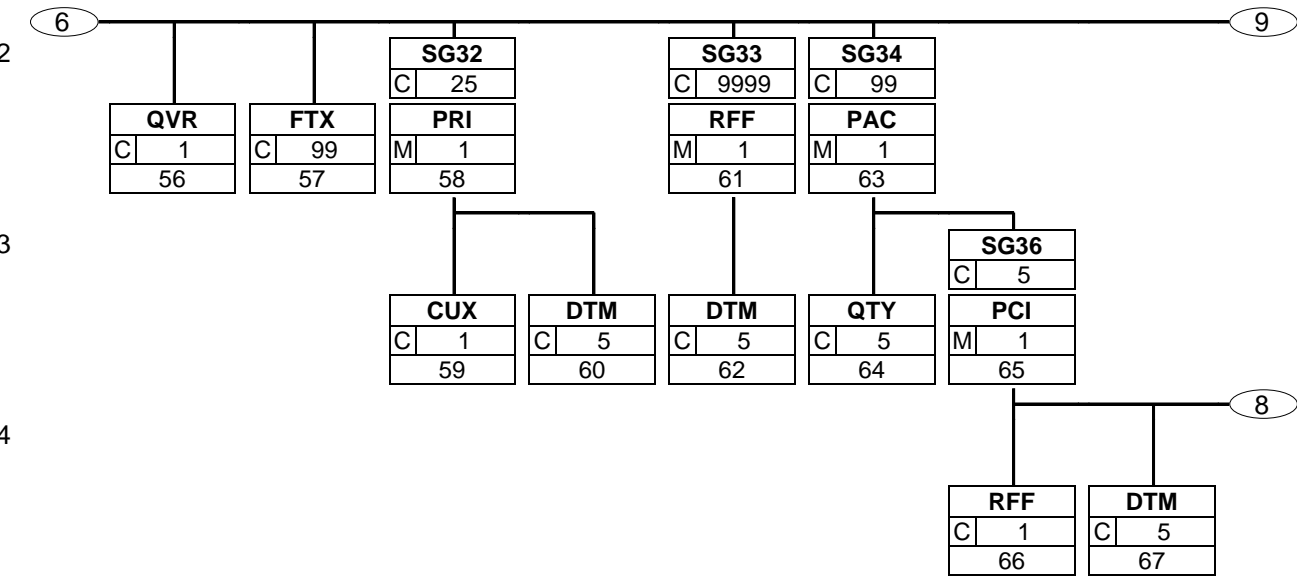 6 9
2
SG32 SG33 SG34
C 25 C 9999 C 99
QVR FTX PRI RFF PAC
C 1 C 99 M 1 M 1 M 1
56 57 58 61 63
3
SG36
C 5
CUX DTM DTM QTY PCI
C 1 C 5 C 5 C 5 M 1
59 60 62 64 65
8
4
RFF DTM
C 1 C 5
66 67